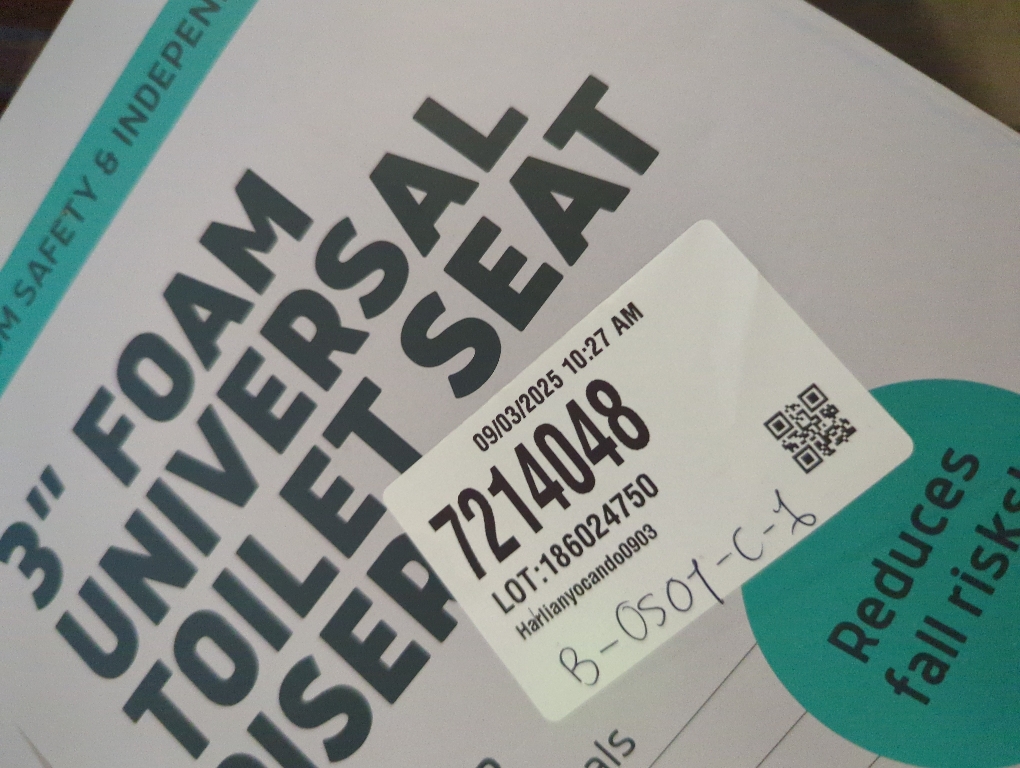 OM SAFETY & INDEPEN
3" FOAM
UNIVERSAL
TOILET SEAT
RISER
09/03/2025 10:27 AM
7214048
LOT:186024750
Harlianyocando0903
B-0501-C-1
Reduces
fall risks!
als